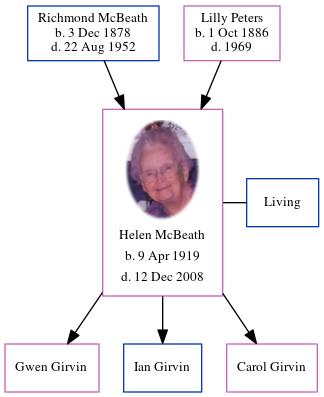 Richmond McBeath
b. 3 Dec 1878
d. 22 Aug 1952
Lilly Peters
b. 1 Oct 1886
d. 1969
Helen McBeath
b. 9 Apr 1919
d. 12 Dec 2008
Living
Gwen Girvin
Ian Girvin
Carol Girvin